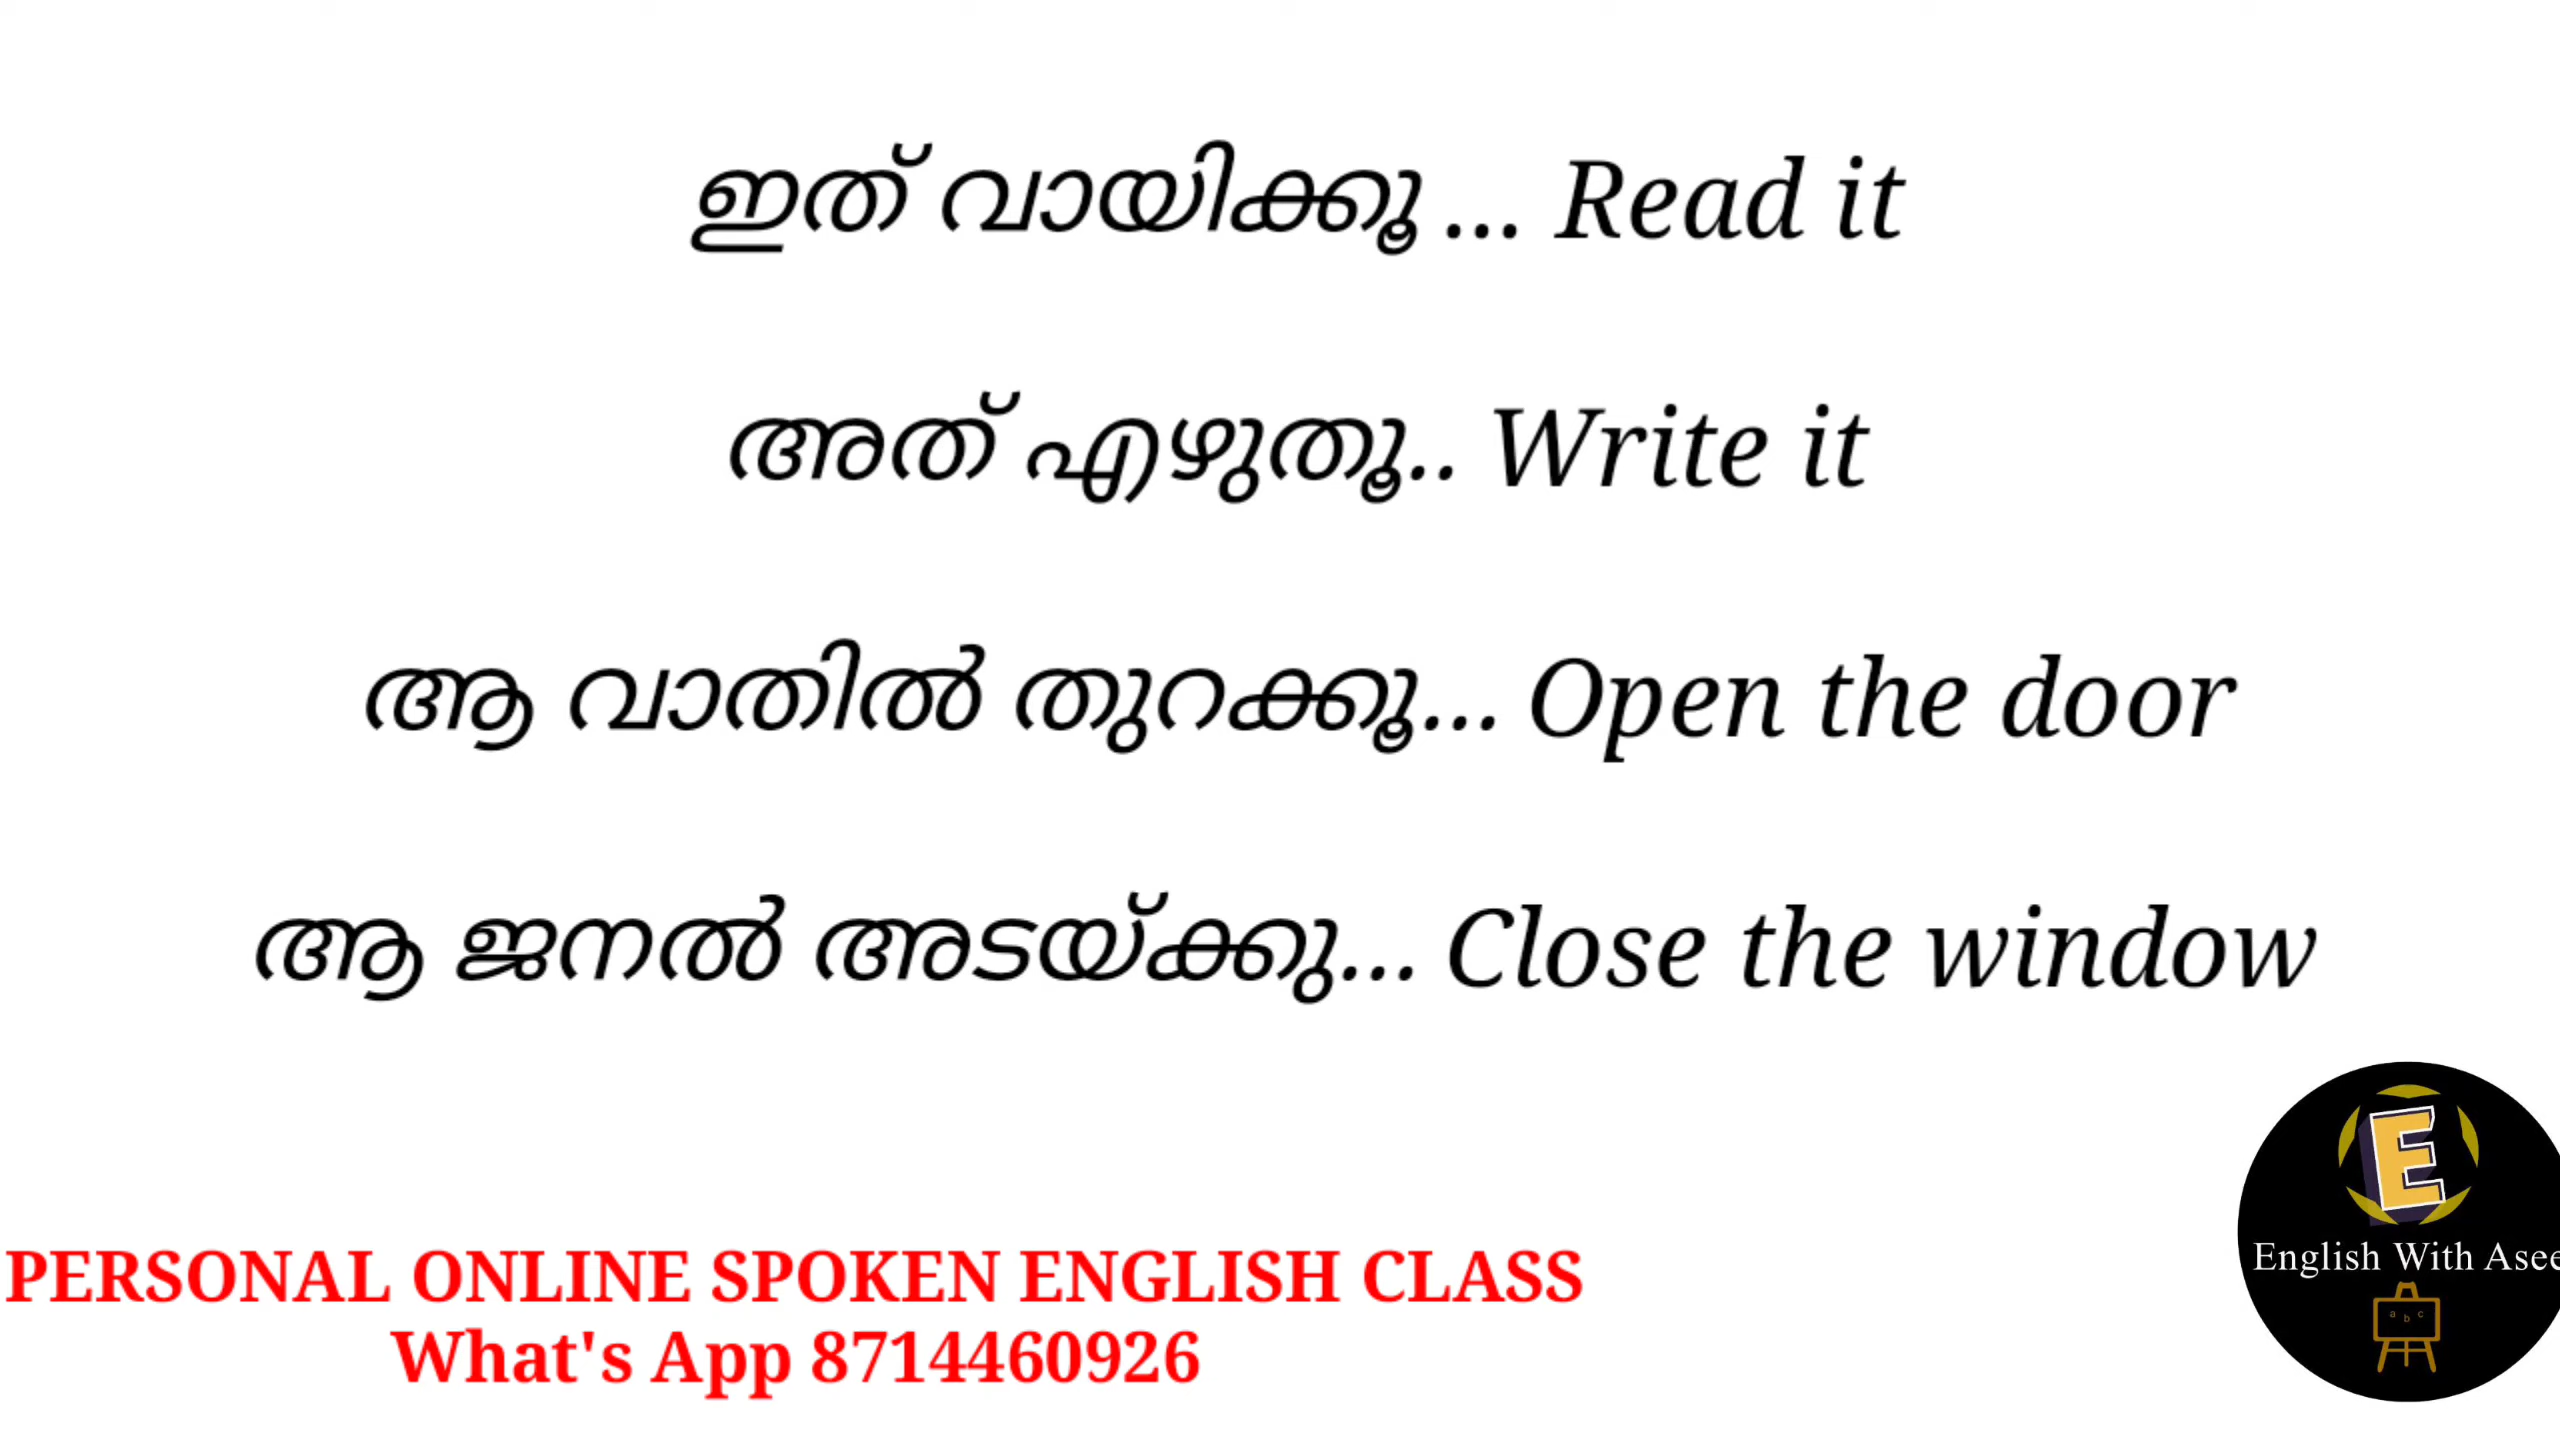 ഇത് വായിക്കൂ ... Read it
അത് എഴുതൂ.. Write it
ആ വാതിൽ തുറക്കൂ... Open the door
ആ ജനൽ അടയ്ക്കു... Close the window
E
English With Asee
a b c
PERSONAL ONLINE SPOKEN ENGLISH CLASS
What's App 8714460926